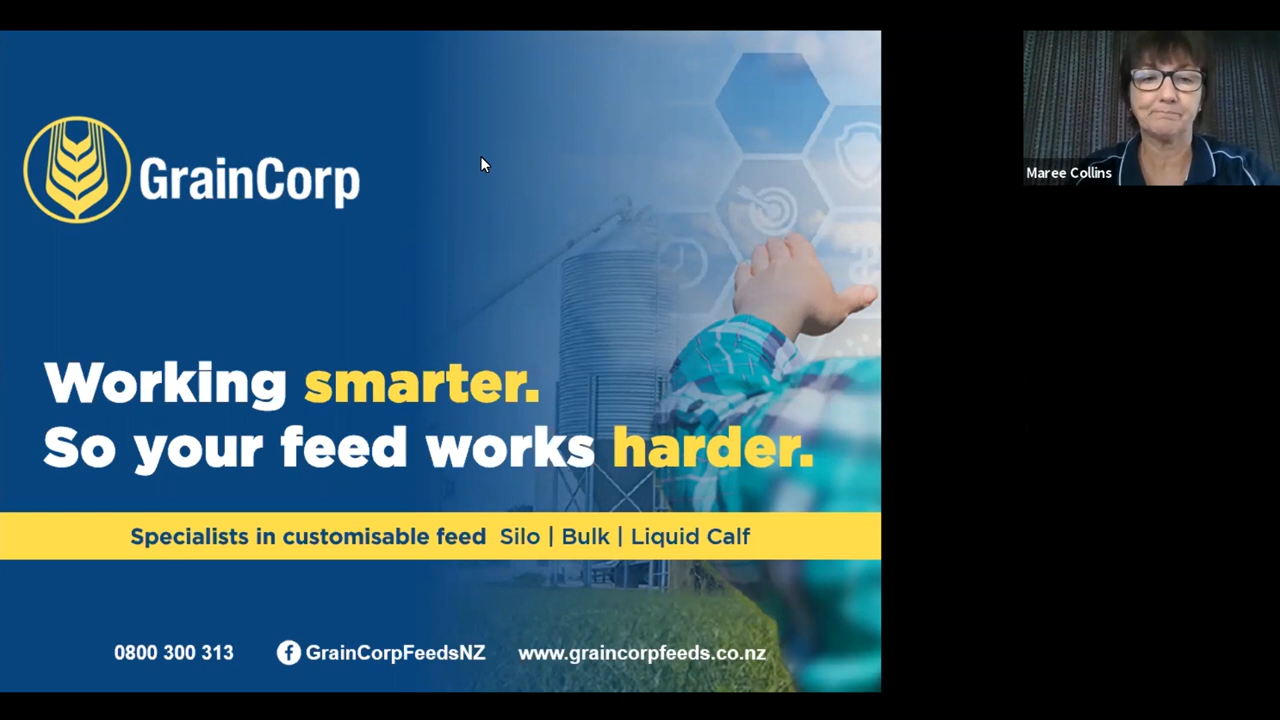 GrainCorp
Working smarter.
So your feed works harder.
Specialists in customisable feed Silo | Bulk | Liquid Calf
0800 300 313 GrainCorpFeedsNZ www.graincorpfeeds.co.nz
Maree Collins